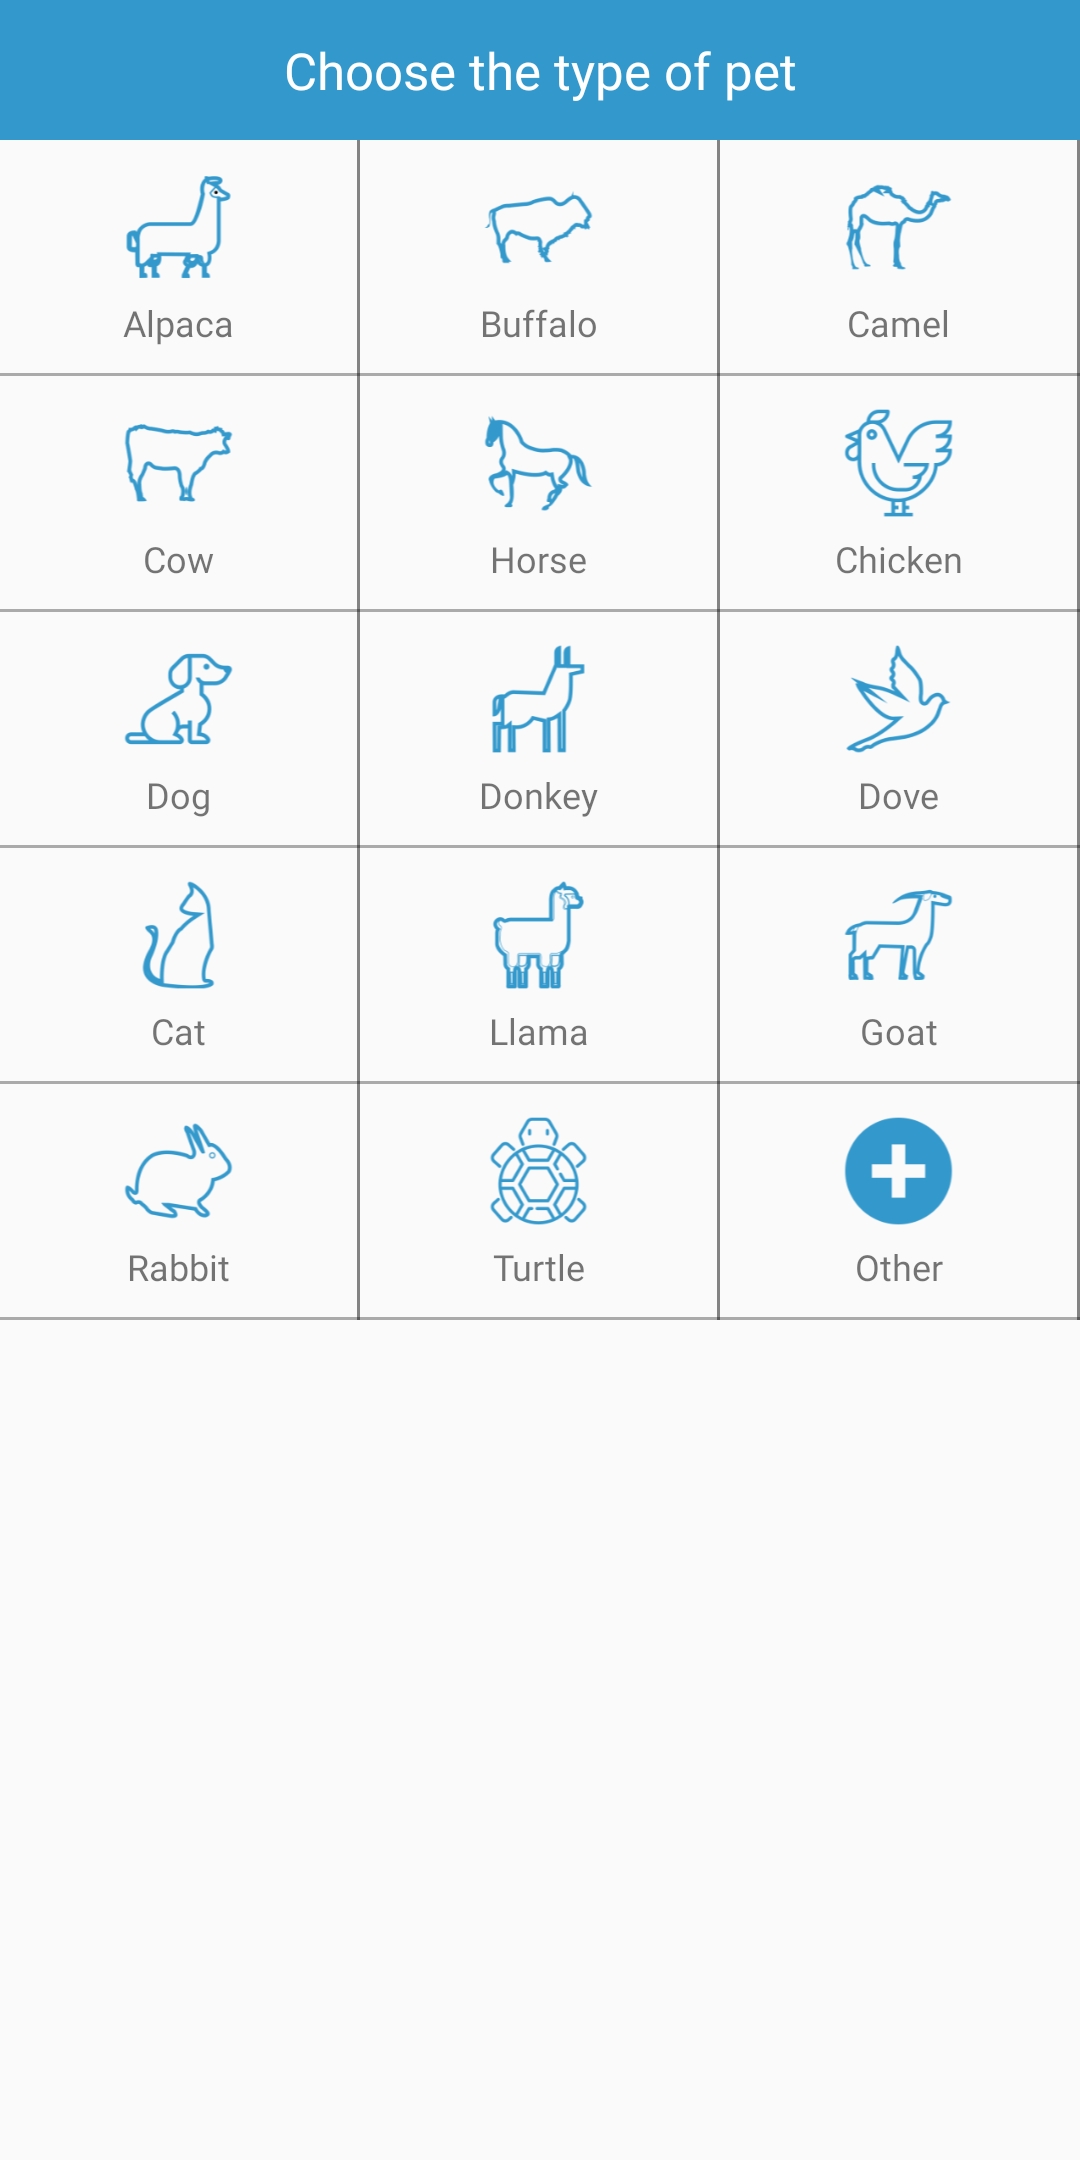 Choose the type of pet
Alpaca
Buffalo
Camel
Cow
Horse
Chicken
Dog
Donkey
Dove
Cat
Llama
Goat
Rabbit
Turtle
Other